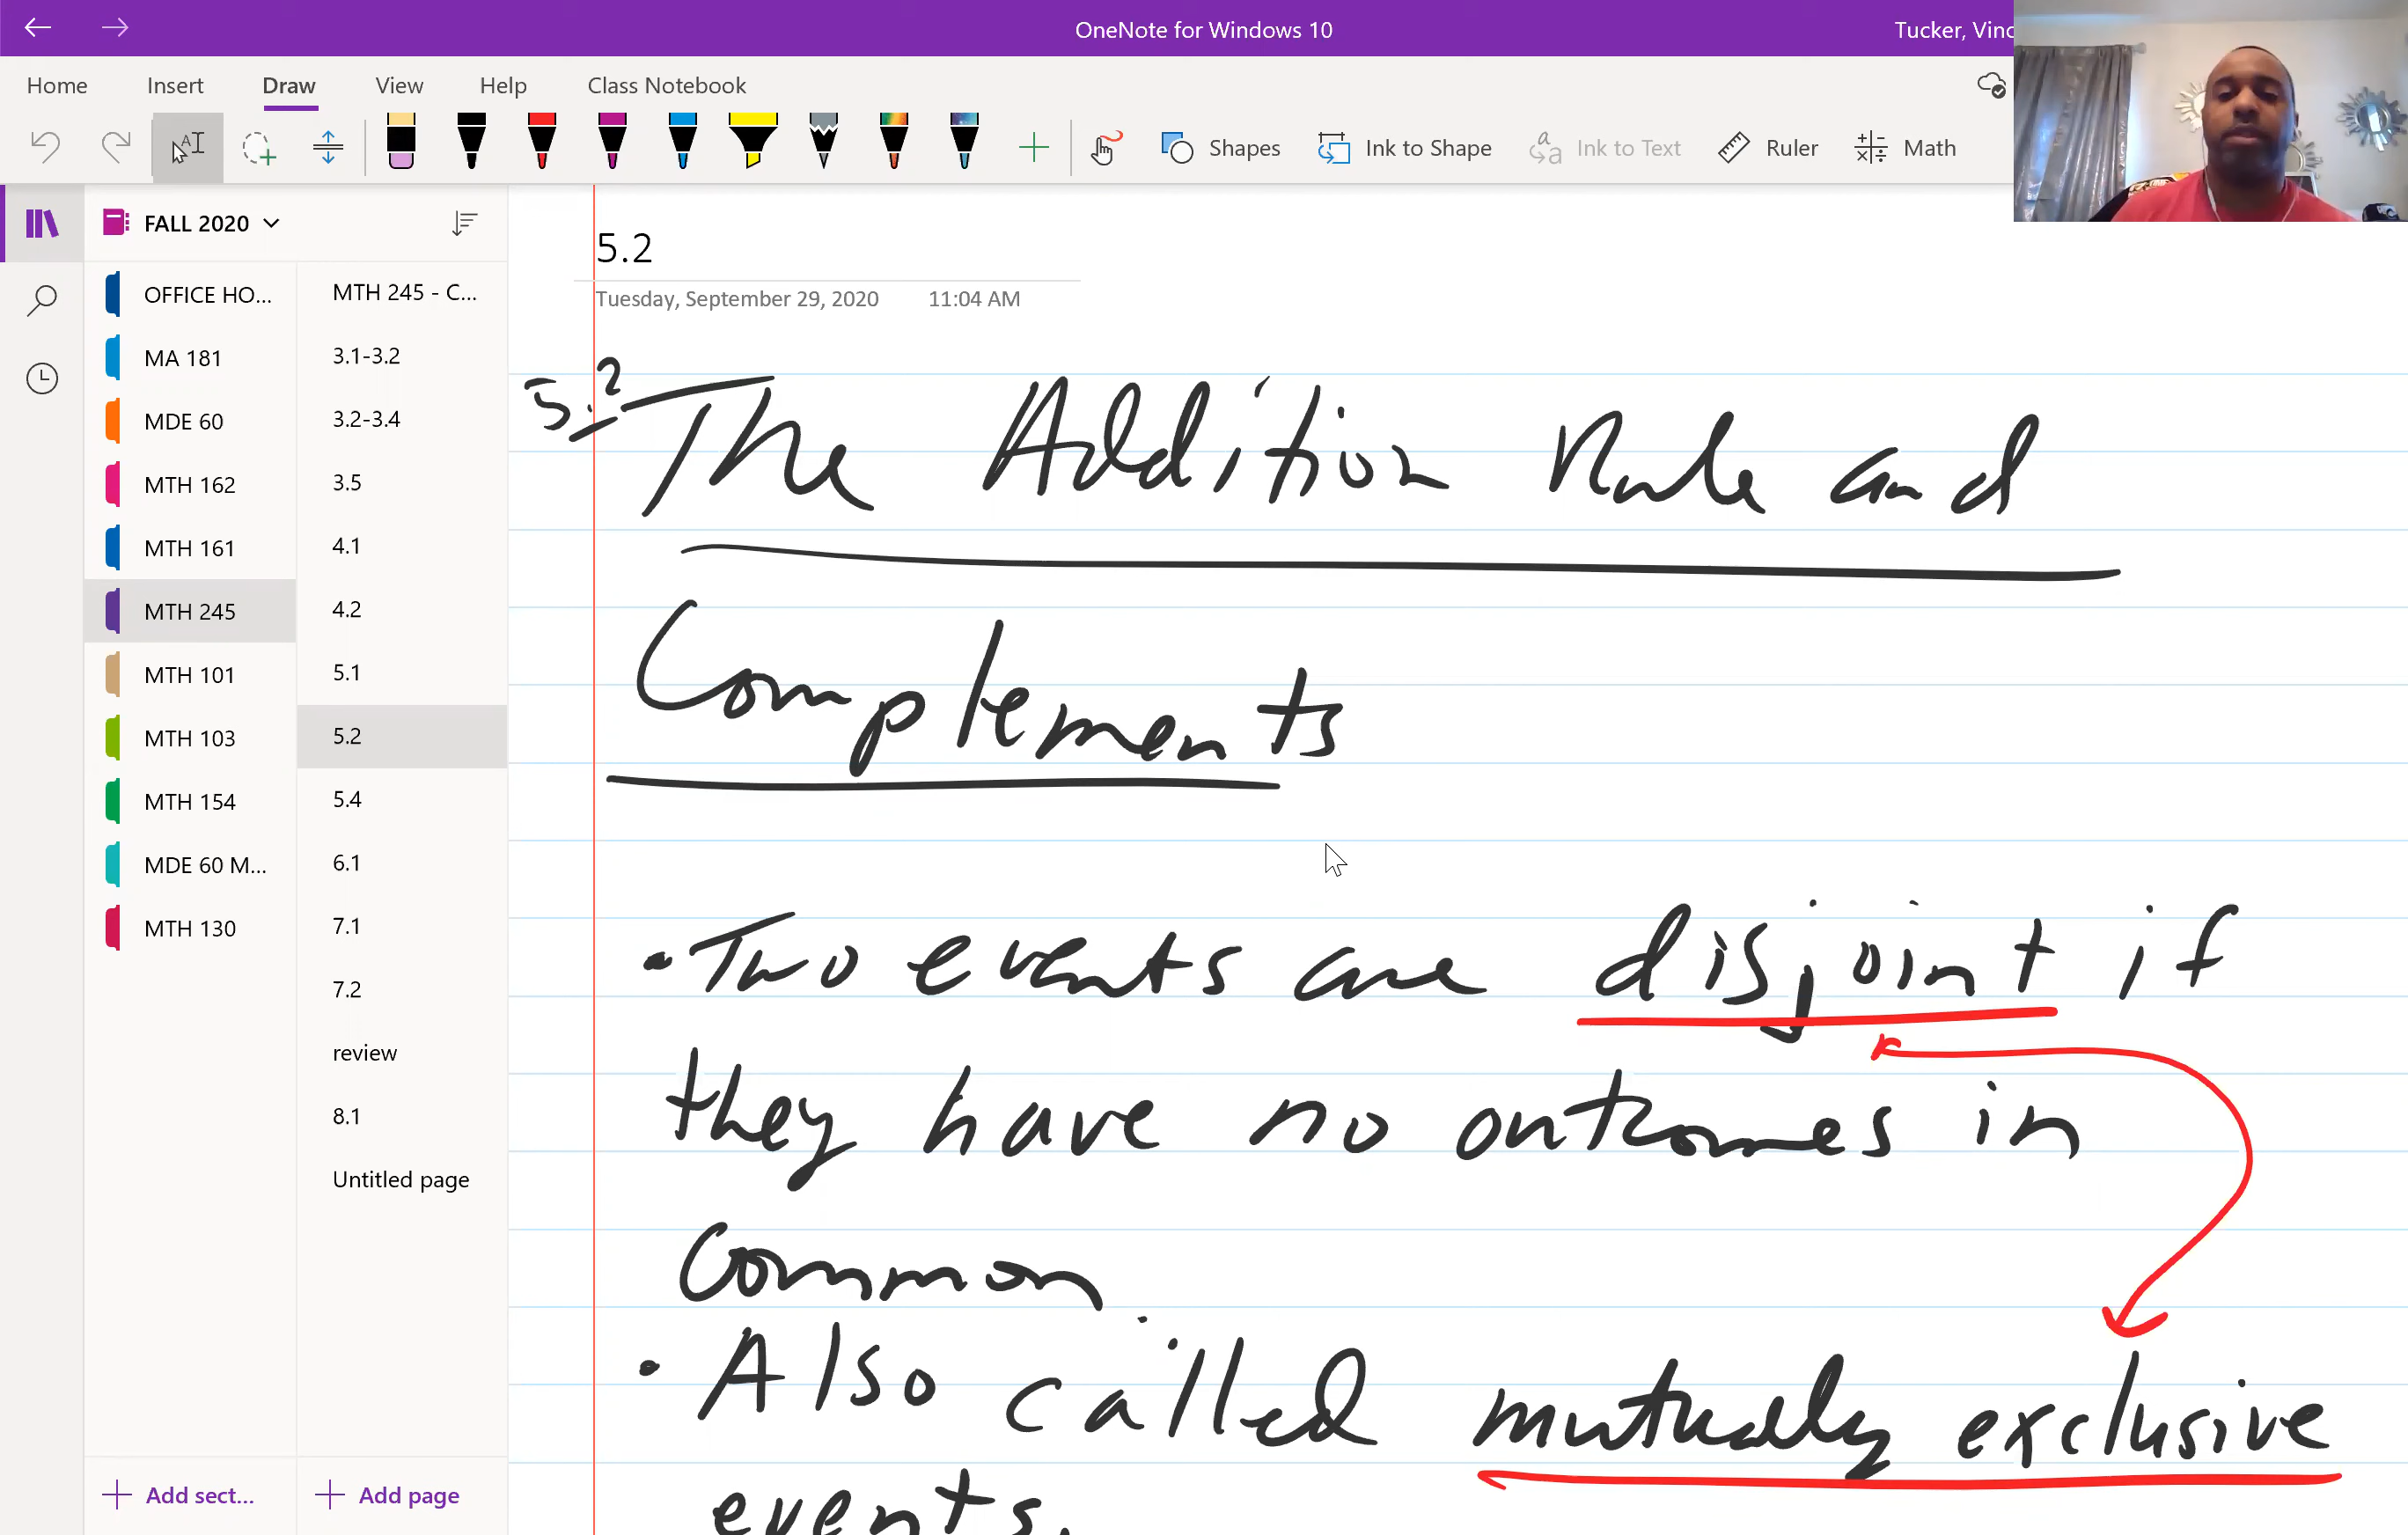 OneNote for Windows 10
Tucker, Vinc
Home Insert Draw View Help Class Notebook
Shapes Ink to Shape Ink to Text Ruler Math
FALL 2020
OFFICE HO...
MA 181
MDE 60
MTH 162
MTH 161
MTH 245
MTH 101
MTH 103
MTH 154
MDE 60 M...
MTH 130
Add sect...
MTH 245 - C...
3.1-3.2
3.2-3.4
3.5
4.1
4.2
5.1
5.2
5.4
6.1
7.1
7.2
review
8.1
Untitled page
Add page
5.2
Tuesday, September 29, 2020 11:04 AM
5.2 The Addition Rule and
Complements
• Two events are disjoint if
they have no outcomes in
common.
• Also called mutually exclusive
events.